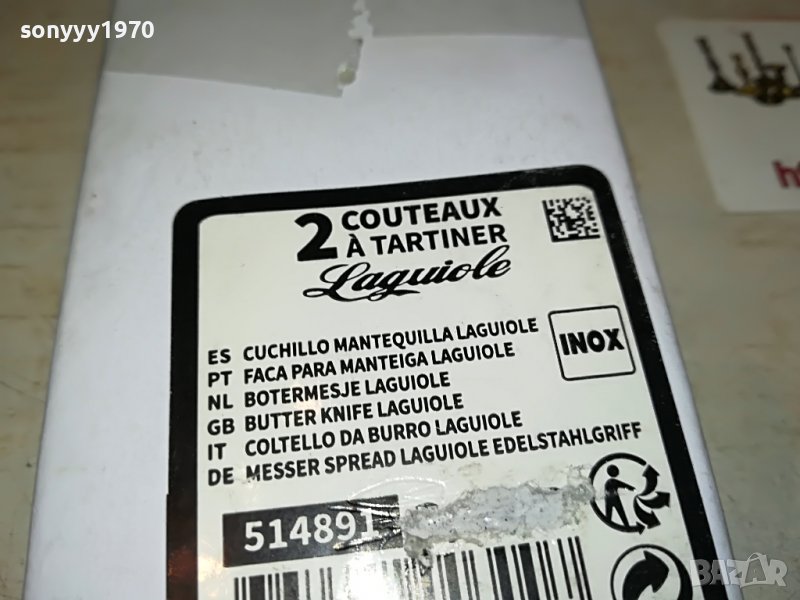 sonyyy1970
2 COUTEAUX
À TARTINER
Laguiole
ES CUCHILLO MANTEQUILLA LAGUIOLE
PT FACA PARA MANTEIGA LAGUIOLE
NL BOTERMESJE LAGUIOLE
GB BUTTER KNIFE LAGUIOLE
IT COLTELLO DA BURRO LAGUIOLE
DE MESSER SPREAD LAGUIOLE EDELSTAHLGRIFF
INOX
514891
BAZAR